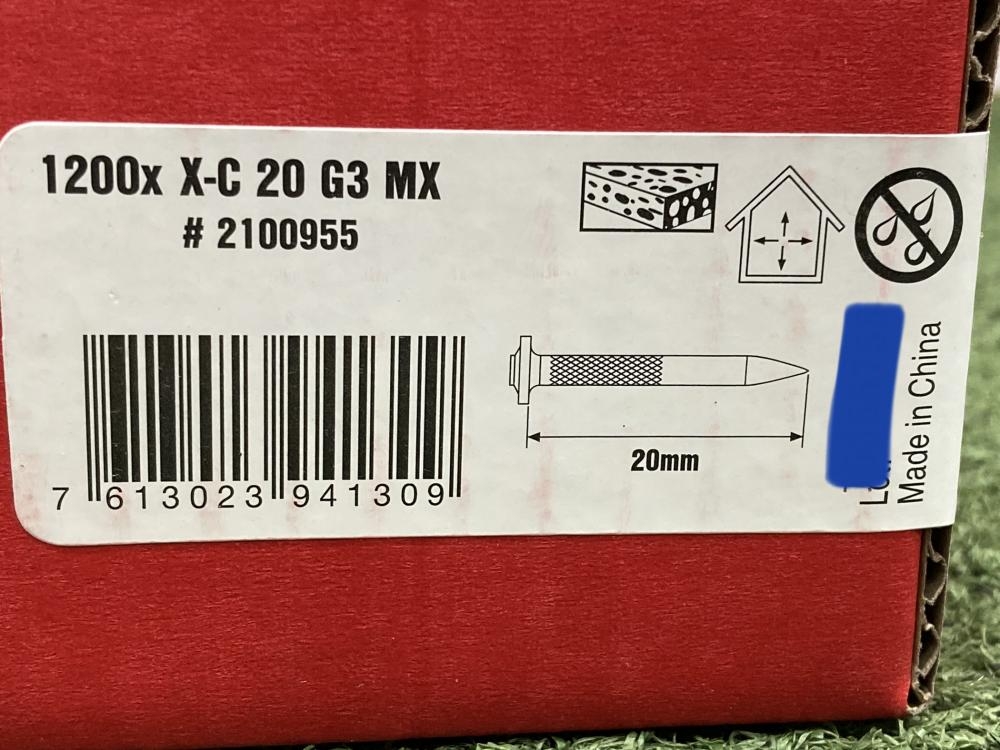 1200x X-C 20 G3 MX
# 2100955
7 613023 941309
20mm
Made in China